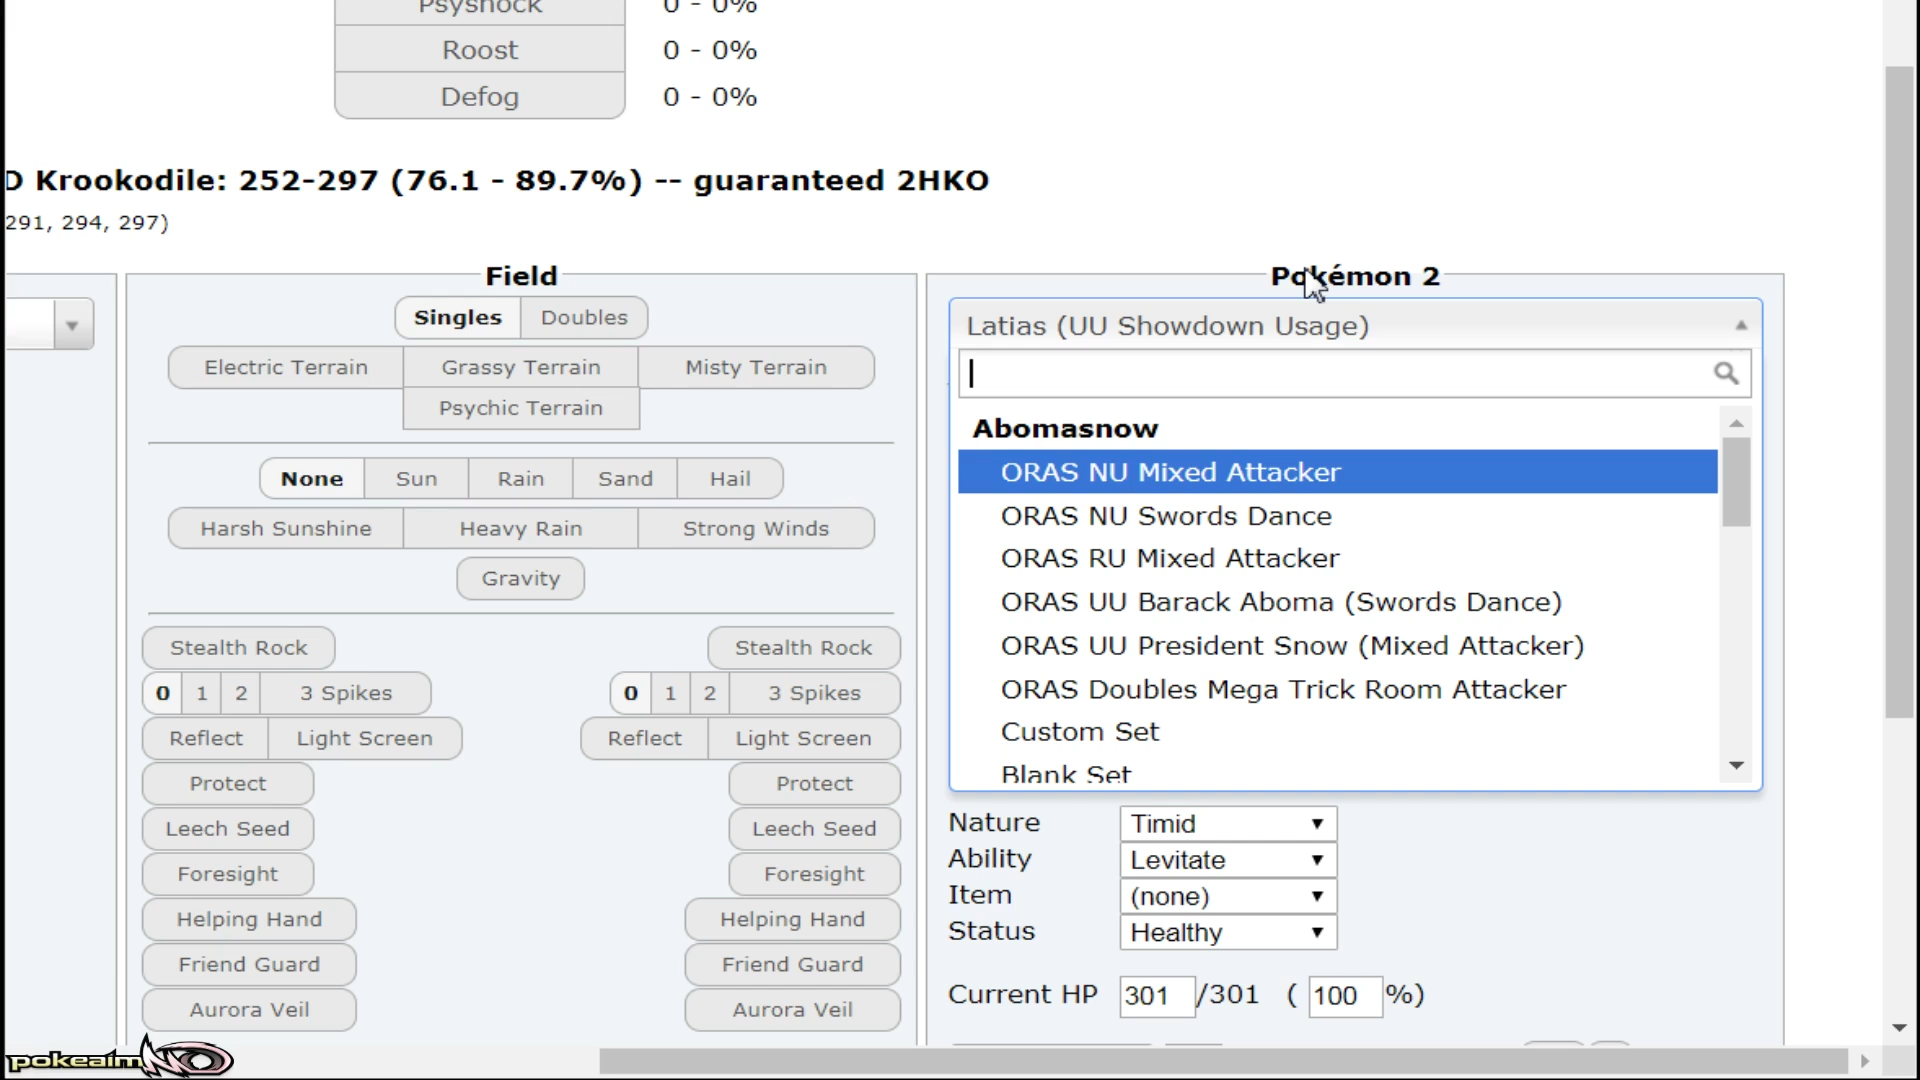 Psyshock 0 - 0%
Roost 0 - 0%
Defog 0 - 0%
D Krookodile: 252-297 (76.1 - 89.7%) -- guaranteed 2HKO
291, 294, 297)
Field
Singles Doubles
Electric Terrain Grassy Terrain Misty Terrain
Psychic Terrain
None Sun Rain Sand Hail
Harsh Sunshine Heavy Rain Strong Winds
Gravity
Stealth Rock Stealth Rock
0 1 2 3 Spikes 0 1 2 3 Spikes
Reflect Light Screen Reflect Light Screen
Protect Protect
Leech Seed Leech Seed
Foresight Foresight
Helping Hand Helping Hand
Friend Guard Friend Guard
Aurora Veil Aurora Veil
Pokémon 2
Latias (UU Showdown Usage)
Abomasnow
ORAS NU Mixed Attacker
ORAS NU Swords Dance
ORAS RU Mixed Attacker
ORAS UU Barack Aboma (Swords Dance)
ORAS UU President Snow (Mixed Attacker)
ORAS Doubles Mega Trick Room Attacker
Custom Set
Blank Set
Nature Timid
Ability Levitate
Item (none)
Status Healthy
Current HP 301 /301 ( 100 %)
pokeaim